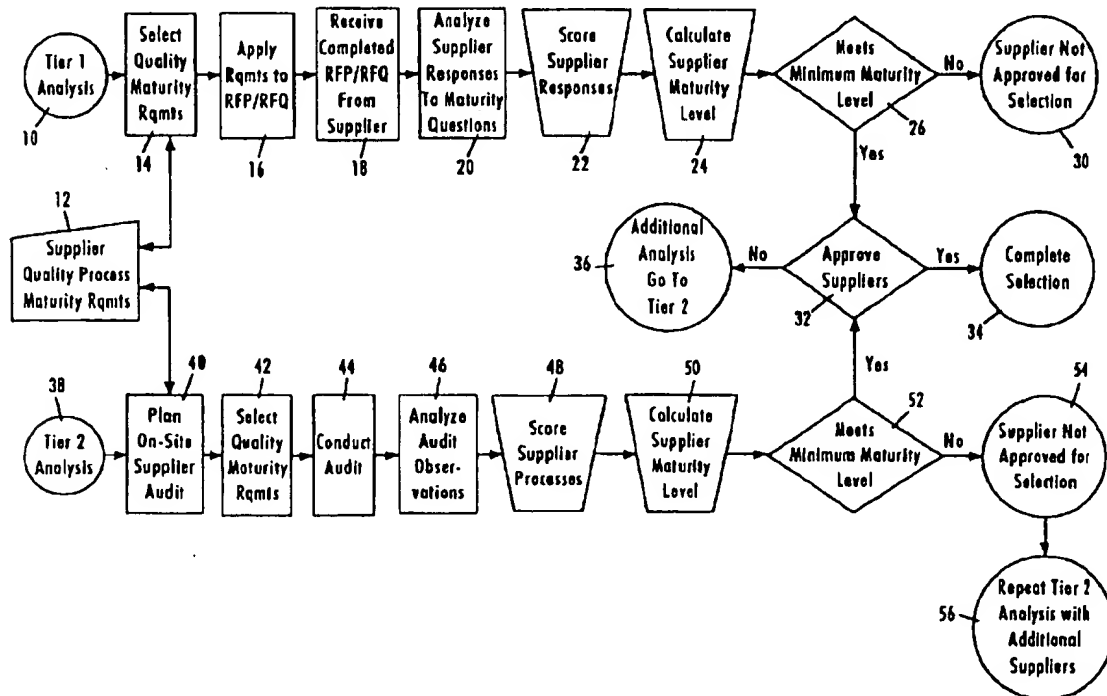 Tier 1
Analysis
10
Select
Quality
Maturity
Rqmts
14
Apply
Rqmts to
RFP/RFQ
16
Receive
Completed
RFP/RFQ
From
Supplier
18
Analyze
Supplier
Responses
To Maturity
Questions
20
Score
Supplier
Responses
22
Calculate
Supplier
Maturity
Level
24
Meets
Minimum Maturity
Level
26
No
Supplier Not
Approved for
Selection
30
Yes
12
Supplier
Quality Process
Maturity Rqmts
36
Additional
Analysis
Go To
Tier 2
No
Approve
Suppliers
32
Yes
Complete
Selection
34
Yes
38
Tier 2
Analysis
40
Plan
On-Site
Supplier
Audit
42
Select
Quality
Maturity
Rqmts
44
Conduct
Audit
46
Analyze
Audit
Obser-
vations
48
Score
Supplier
Processes
50
Calculate
Supplier
Maturity
Level
52
Meets
Minimum Maturity
Level
No
54
Supplier Not
Approved for
Selection
56
Repeat Tier 2
Analysis with
Additional
Suppliers